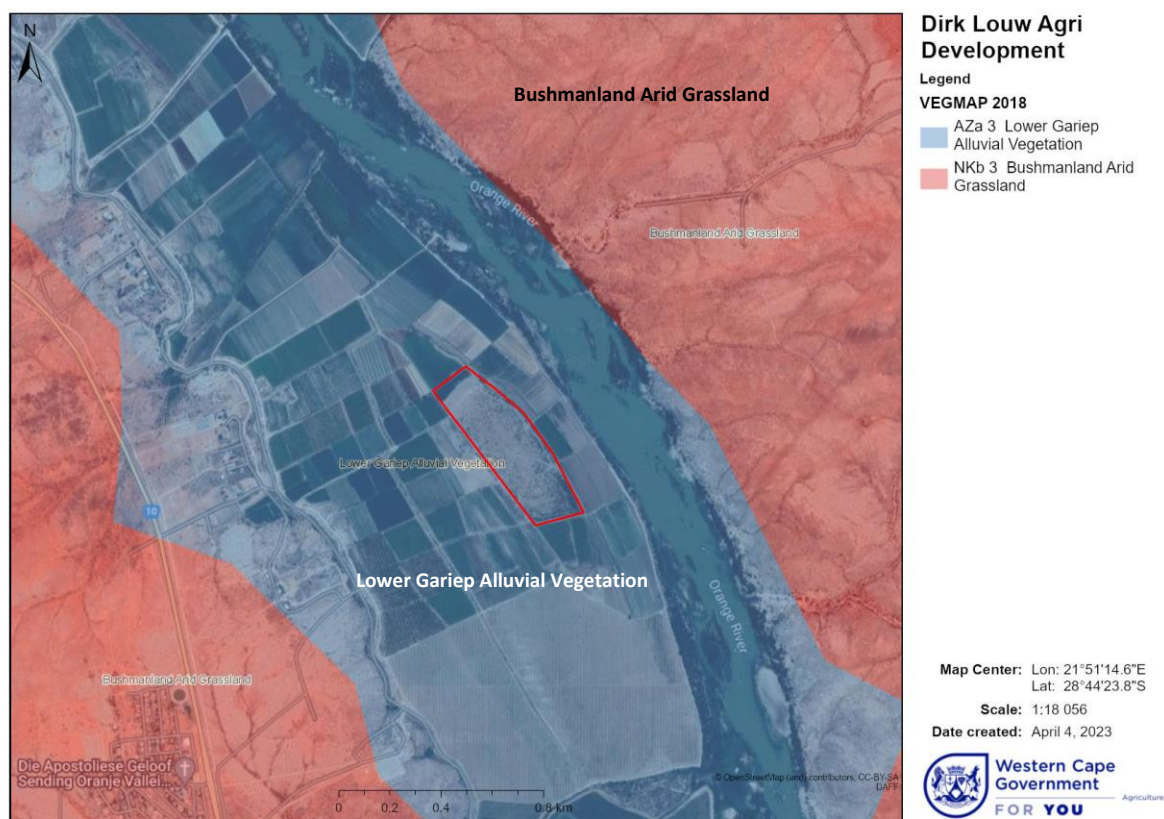 N
Bushmanland Arid Grassland
Orange River
Bushmanland Arid Grassland
Lower Gariep Alluvial Vegetation
10
Lower Gariep Alluvial Vegetation
Orange River
Bushmanland Arid Grassland
Die Apostoliese Geloof
Sending Oranje Vallei...
0 0.2 0.4 0.8 km
© OpenStreetMap (and) contributors, CC-BY-SA
DAFF
Dirk Louw Agri
Development
Legend
VEGMAP 2018
AZa 3 Lower Gariep
Alluvial Vegetation
NKb 3 Bushmanland Arid
Grassland
Map Center: Lon: 21°51'14.6"E
Lat: 28°44'23.8"S
Scale: 1:18 056
Date created: April 4, 2023
Western Cape
Government
Agriculture
FOR YOU